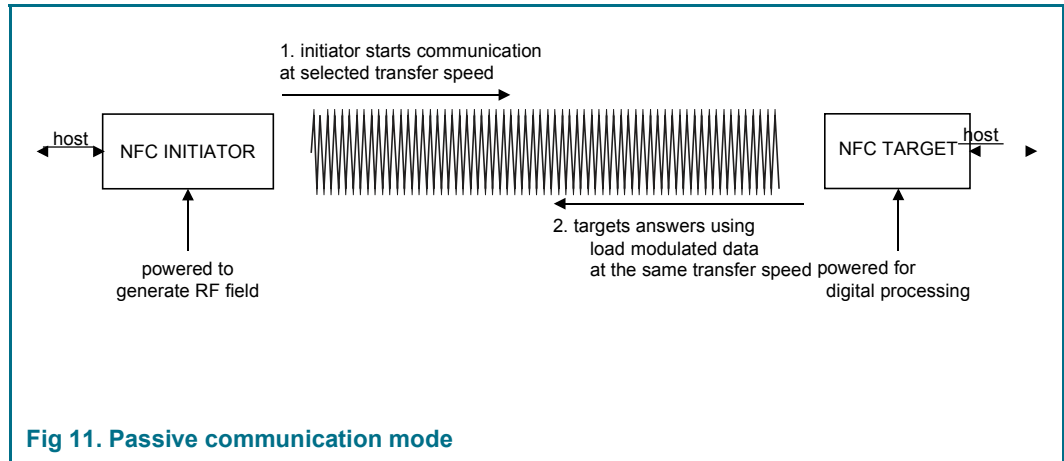 1. initiator starts communication
at selected transfer speed
host
NFC INITIATOR
NFC TARGET
host
2. targets answers using
load modulated data
at the same transfer speed
powered to
generate RF field
powered for
digital processing
Fig 11. Passive communication mode